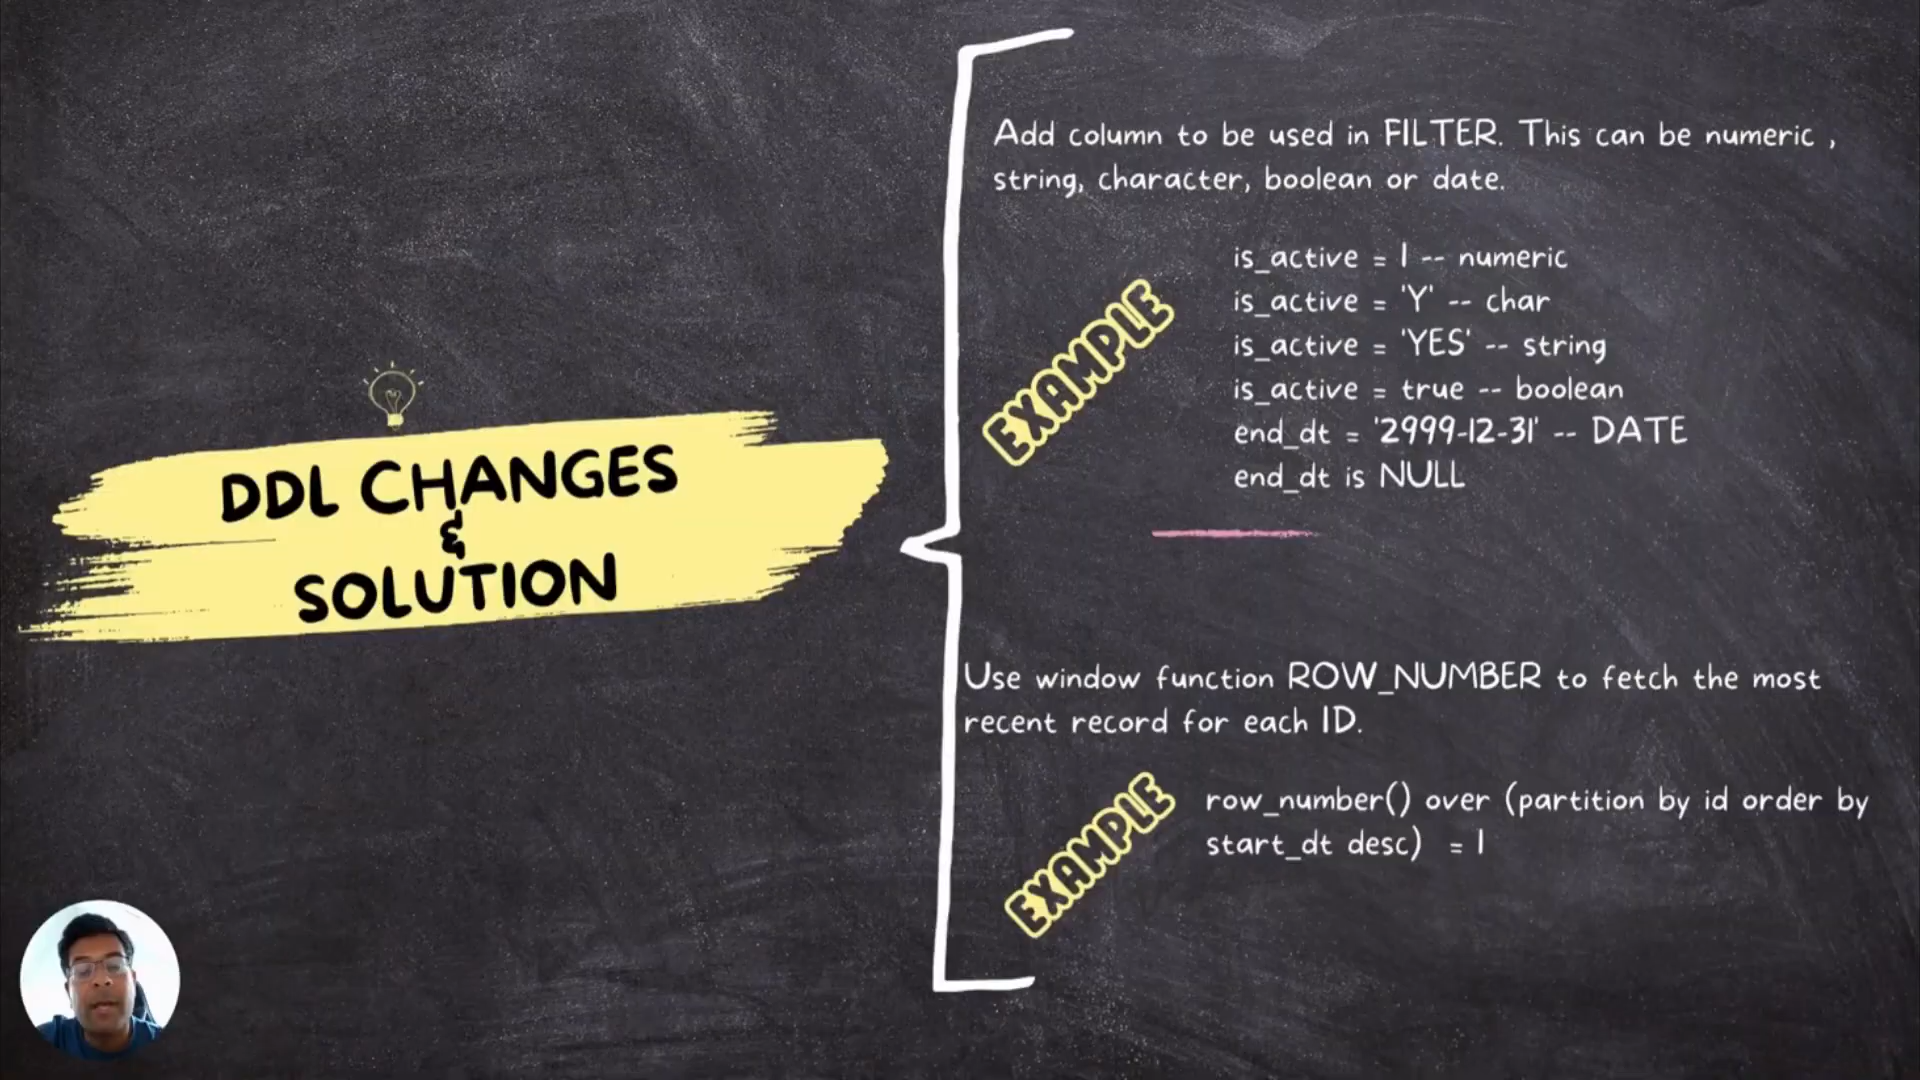 DDL CHANGES
&
SOLUTION
Add column to be used in FILTER. This can be numeric ,
string, character, boolean or date.
EXAMPLE
is_active = 1 -- numeric
is_active = 'Y' -- char
is_active = 'YES' -- string
is_active = true -- boolean
end_dt = '2999-12-31' -- DATE
end_dt is NULL
Use window function ROW_NUMBER to fetch the most
recent record for each ID.
EXAMPLE
row_number() over (partition by id order by
start_dt desc) = 1